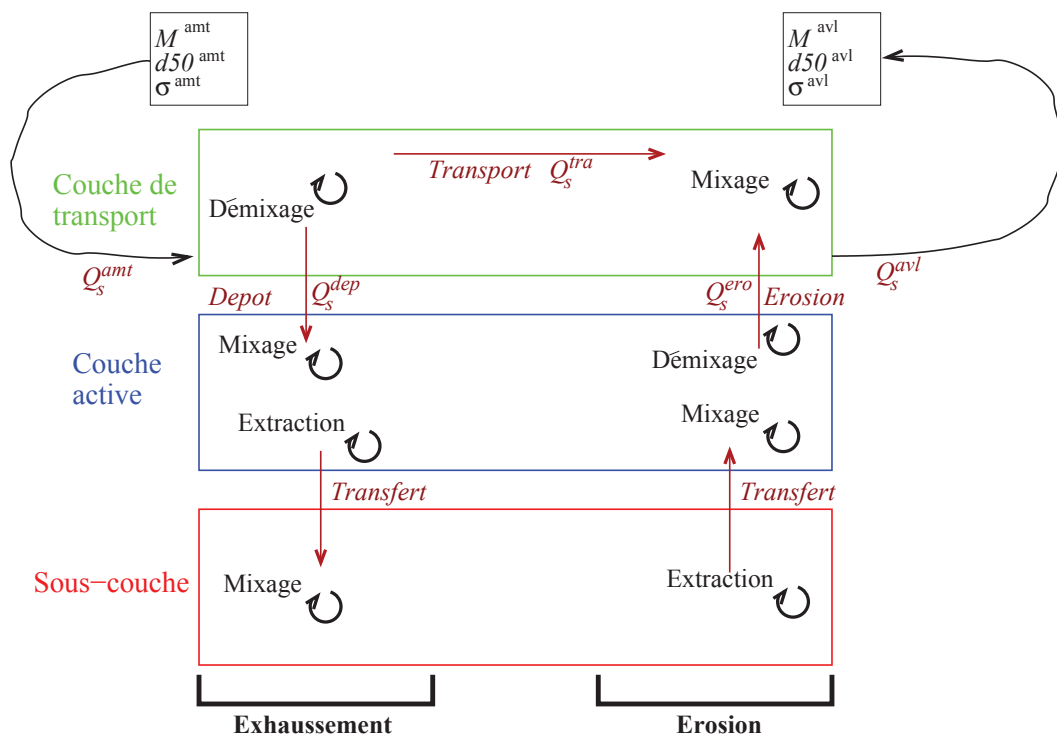 M amt
d50 amt
σ amt
M avl
d50 avl
σ avl
Couche de
transport
Transport Q_s^{tra}
Mixage
Démixage
Q_s^{amt}
Q_s^{avl}
Depot
Q_s^{dep}
Q_s^{ero}
Erosion
Couche
active
Mixage
Démixage
Extraction
Mixage
Transfert
Transfert
Sous-couche
Mixage
Extraction
Exhaussement
Erosion